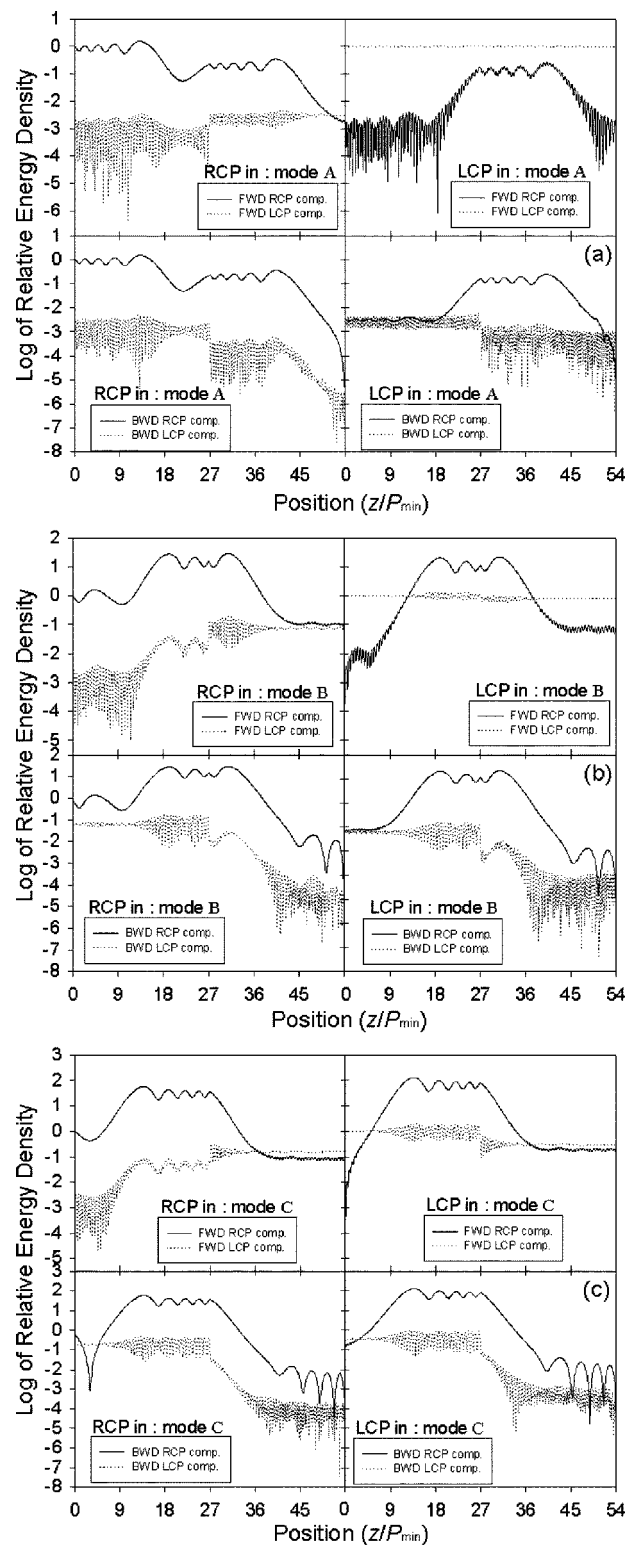 Log of Relative Energy Density
1
0
-1
-2
-3
-4
-5
-6
RCP in : mode A
FWD RCP comp.
FWD LCP comp.
LCP in : mode A
FWD RCP comp.
FWD LCP comp.
1
0
-1
-2
-3
-4
-5
-6
-7
-8
RCP in : mode A
BWD RCP comp.
BWD LCP comp.
(a)
LCP in : mode A
BWD RCP comp.
BWD LCP comp.
0 9 18 27 36 45 0 9 18 27 36 45 54
Position (z/Pmin)
Log of Relative Energy Density
2
1
0
-1
-2
-3
-4
-5
RCP in : mode B
FWD RCP comp.
FWD LCP comp.
LCP in : mode B
FWD RCP comp.
FWD LCP comp.
2
1
0
-1
-2
-3
-4
-5
-6
-7
-8
RCP in : mode B
BWD RCP comp.
BWD LCP comp.
(b)
LCP in : mode B
BWD RCP comp.
BWD LCP comp.
0 9 18 27 36 45 0 9 18 27 36 45 54
Position (z/Pmin)
Log of Relative Energy Density
3
2
1
0
-1
-2
-3
-4
-5
RCP in : mode C
FWD RCP comp.
FWD LCP comp.
LCP in : mode C
FWD RCP comp.
FWD LCP comp.
3
2
1
0
-1
-2
-3
-4
-5
-6
-7
-8
RCP in : mode C
BWD RCP comp.
BWD LCP comp.
(c)
LCP in : mode C
BWD RCP comp.
BWD LCP comp.
0 9 18 27 36 45 0 9 18 27 36 45 54
Position (z/Pmin)